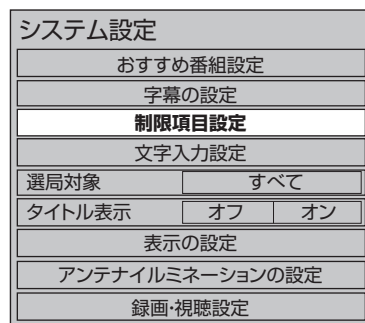 システム設定
おすすめ番組設定
字幕の設定
制限項目設定
文字入力設定
選局対象 すべて
タイトル表示 オフ オン
表示の設定
アンテナイルミネーションの設定
録画・視聴設定